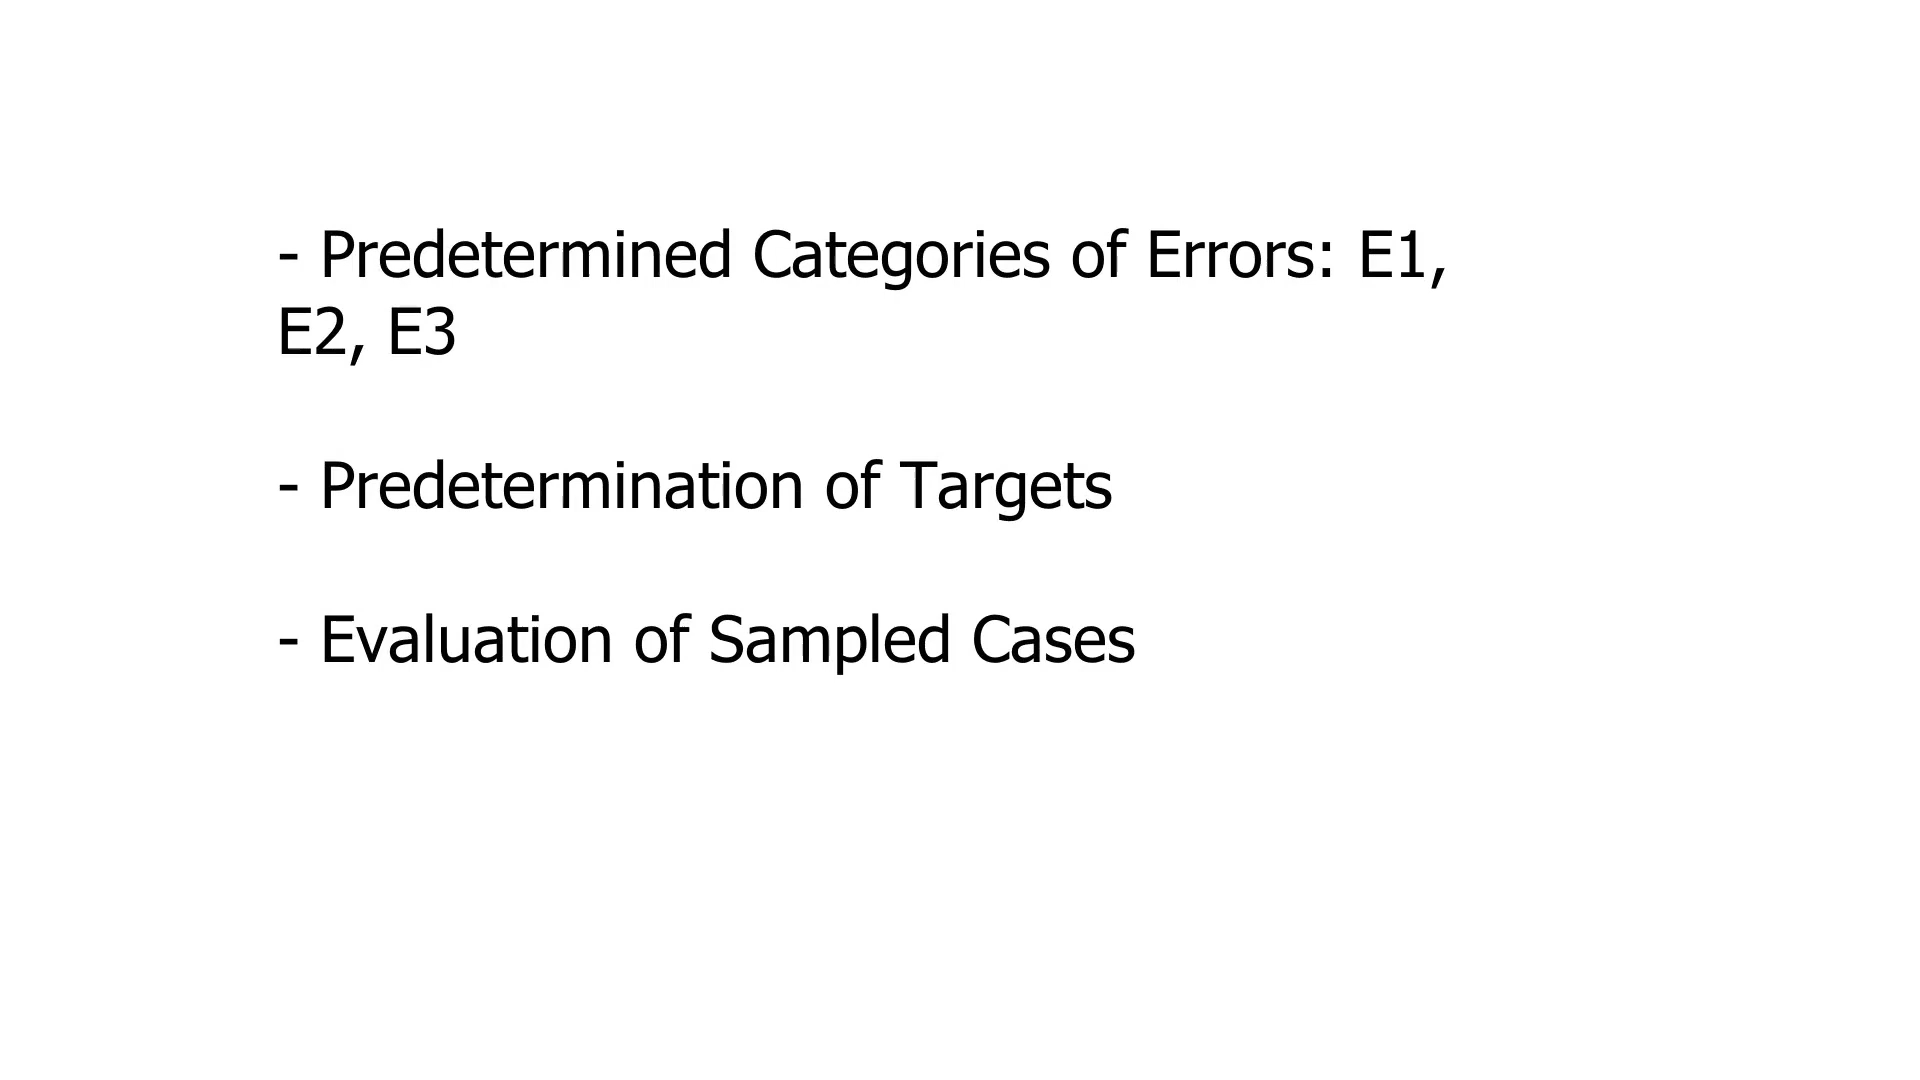 - Predetermined Categories of Errors: E1,
E2, E3
- Predetermination of Targets
- Evaluation of Sampled Cases